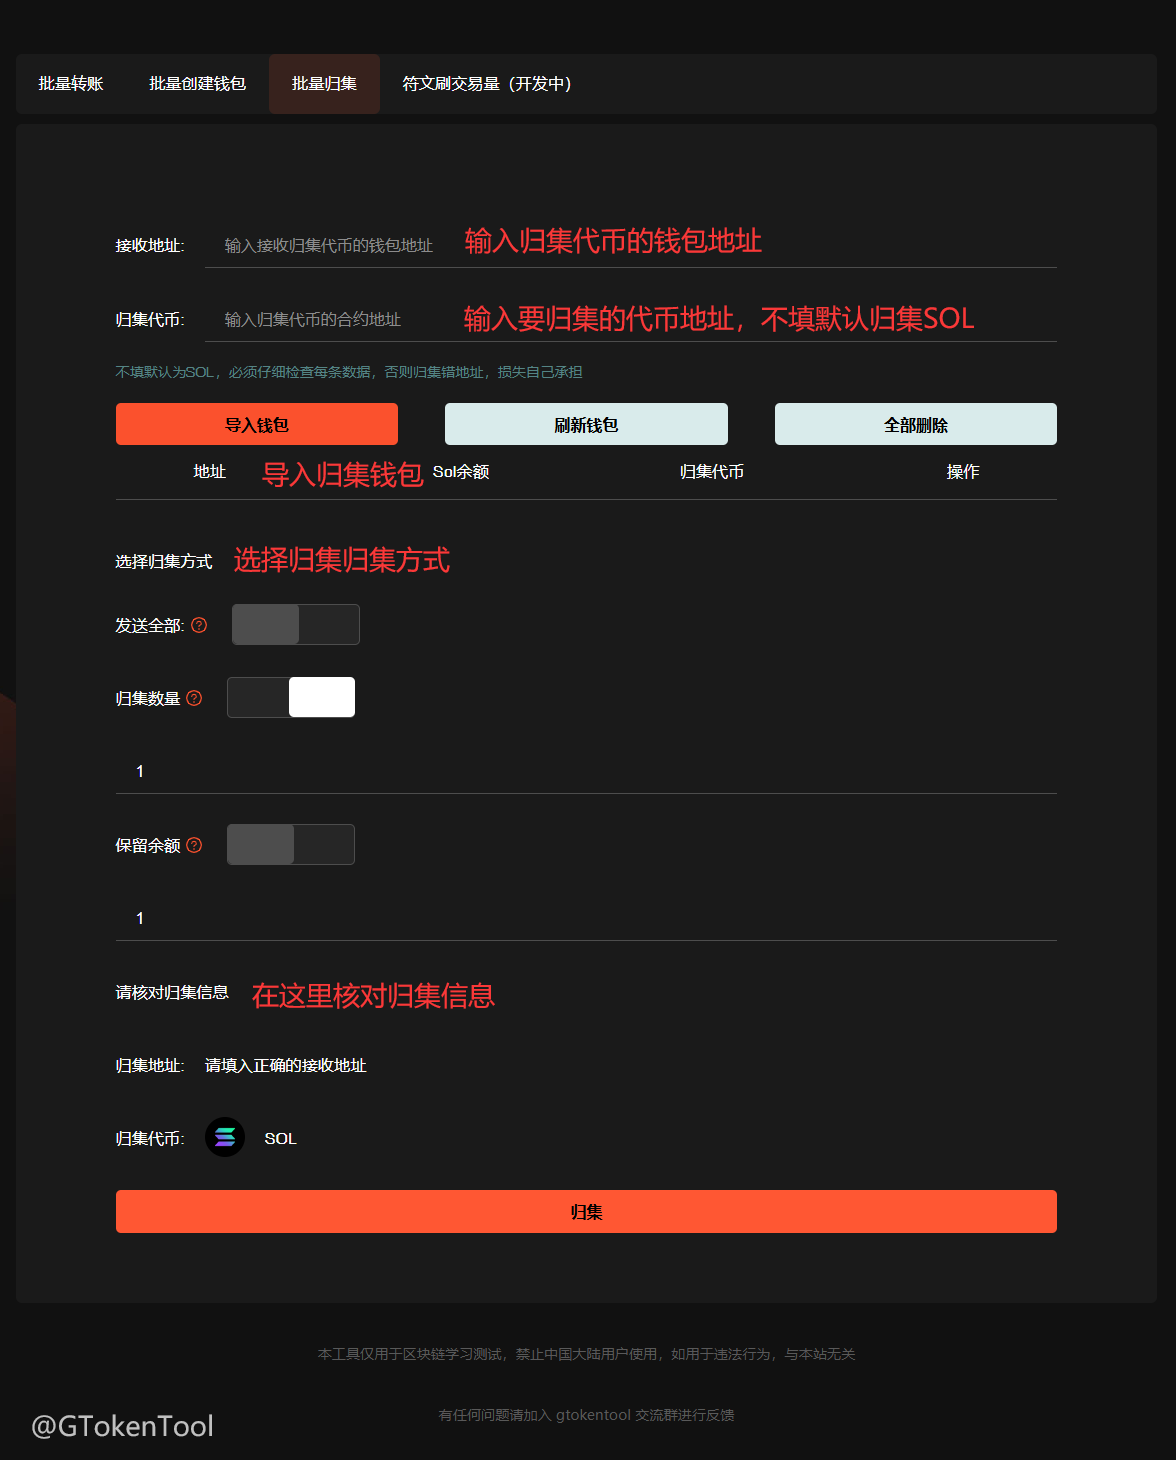 批量转账 批量创建钱包 批量归集 符文刷交易量（开发中）
接收地址: 输入接收归集代币的钱包地址 输入归集代币的钱包地址
归集代币: 输入归集代币的合约地址 输入要归集的代币地址，不填默认归集SOL
不填默认为SOL，必须仔细检查每条数据，否则归集错地址，损失自己承担
导入钱包 刷新钱包 全部删除
地址 导入归集钱包 Sol余额 归集代币 操作
选择归集方式 选择归集归集方式
发送全部: ?
归集数量 ?
1
保留余额 ?
1
请核对归集信息 在这里核对归集信息
归集地址: 请填入正确的接收地址
归集代币: SOL
归集
本工具仅用于区块链学习测试，禁止中国大陆用户使用，如用于违法行为，与本站无关
有任何问题请加入 gtokentool 交流群进行反馈
@GTokenTool